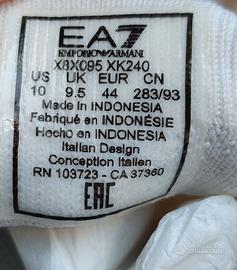 EA7
EMPORIO ARMANI
X8X095 XK240
US UK EUR CN
10 9.5 44 283/93
Made in INDONESIA
Fabriqué en INDONÉSIE
Hecho en INDONESIA
Italian Design
Conception Italien
RN 103723 - CA 37360
EAC
subito